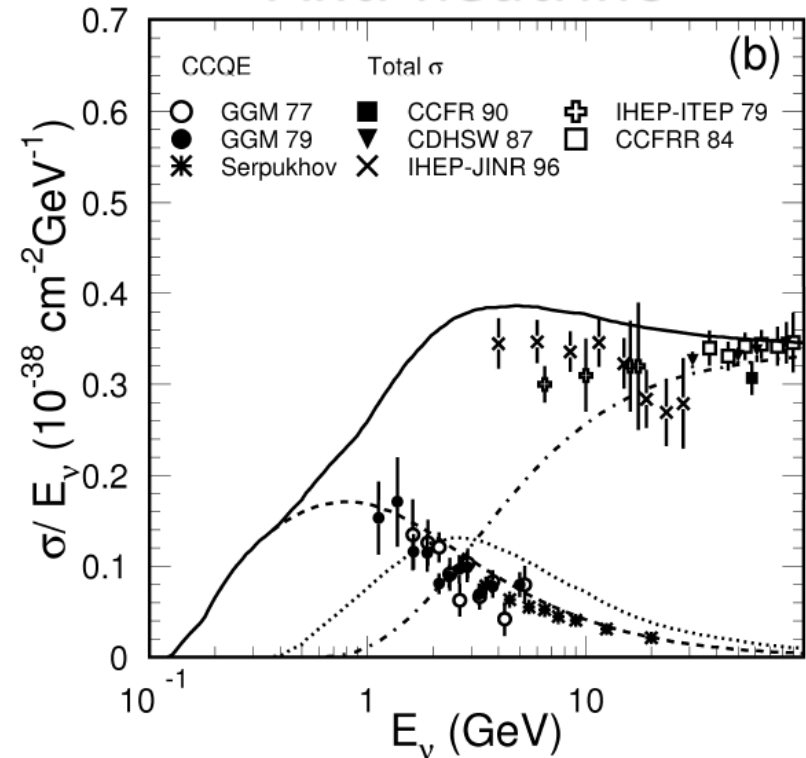 (b)
CCQE Total σ
GGM 77 CCFR 90 IHEP-ITEP 79
GGM 79 CDHSW 87 CCFRR 84
Serpukhov IHEP-JINR 96
0.7
0.6
0.5
0.4
0.3
0.2
0.1
0
σ/ Eν (10⁻³⁸ cm⁻²GeV⁻¹)
10⁻¹ 1 10
Eν (GeV)